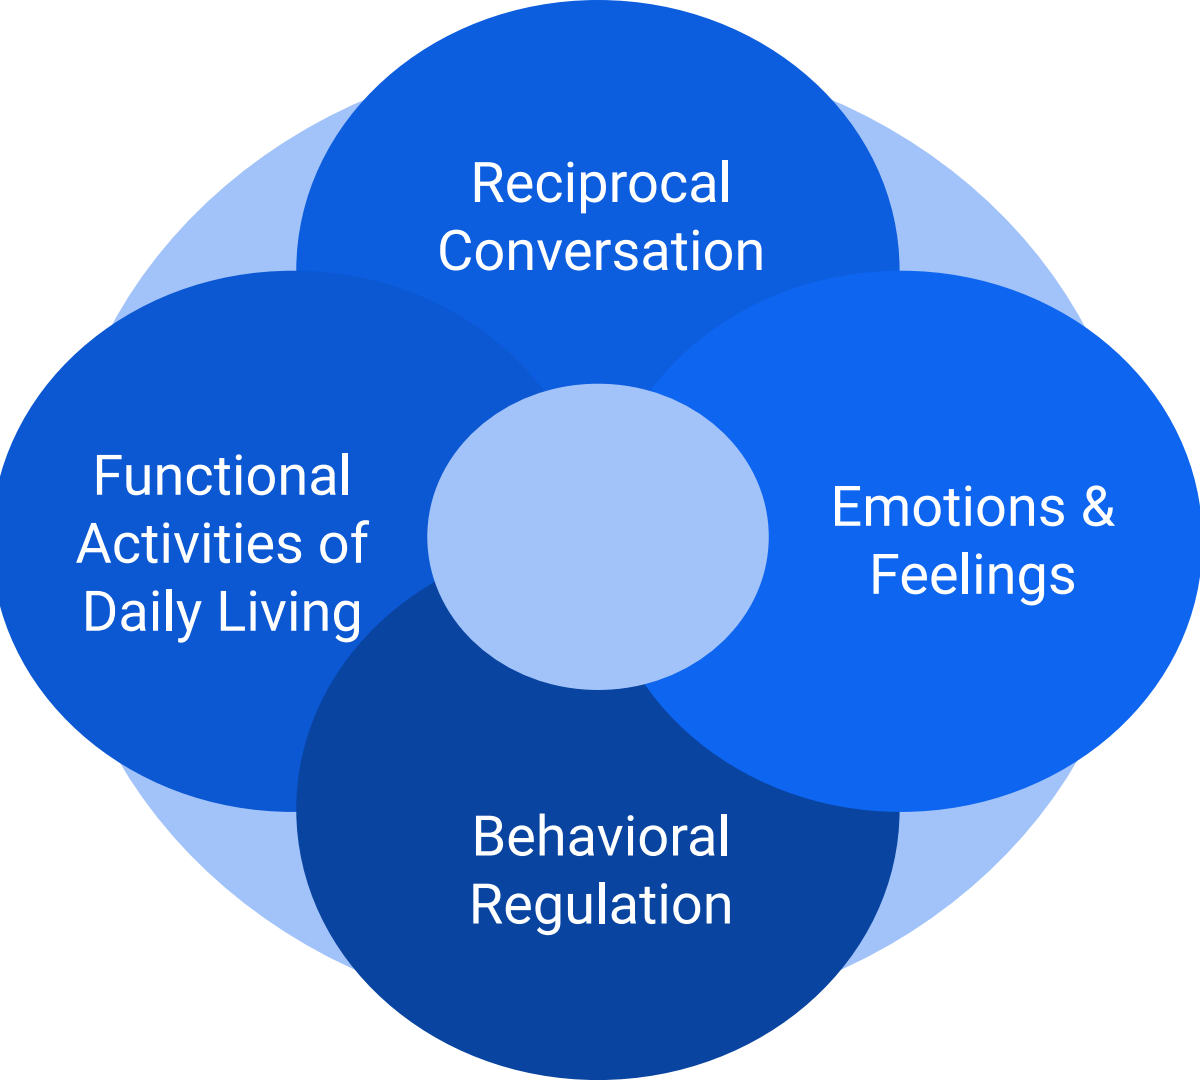 Reciprocal
Conversation
Functional
Activities of
Daily Living
Emotions &
Feelings
Behavioral
Regulation